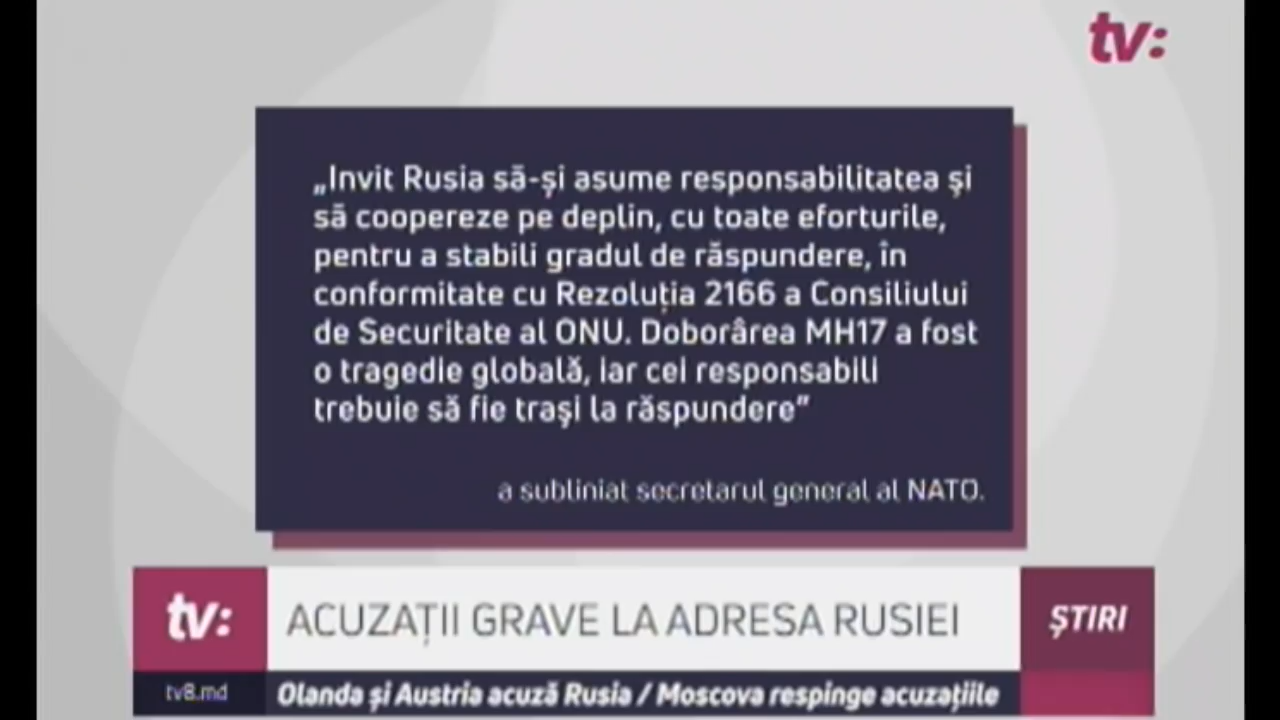 tv:
„Invit Rusia să-și asume responsabilitatea și
să coopereze pe deplin, cu toate eforturile,
pentru a stabili gradul de răspundere, în
conformitate cu Rezoluția 2166 a Consiliului
de Securitate al ONU. Doborârea MH17 a fost
o tragedie globală, iar cei responsabili
trebuie să fie trași la răspundere”
a subliniat secretarul general al NATO.
tv: ACUZAȚII GRAVE LA ADRESA RUSIEI ȘTIRI
tv8.md Olanda și Austria acuză Rusia / Moscova respinge acuzațiile